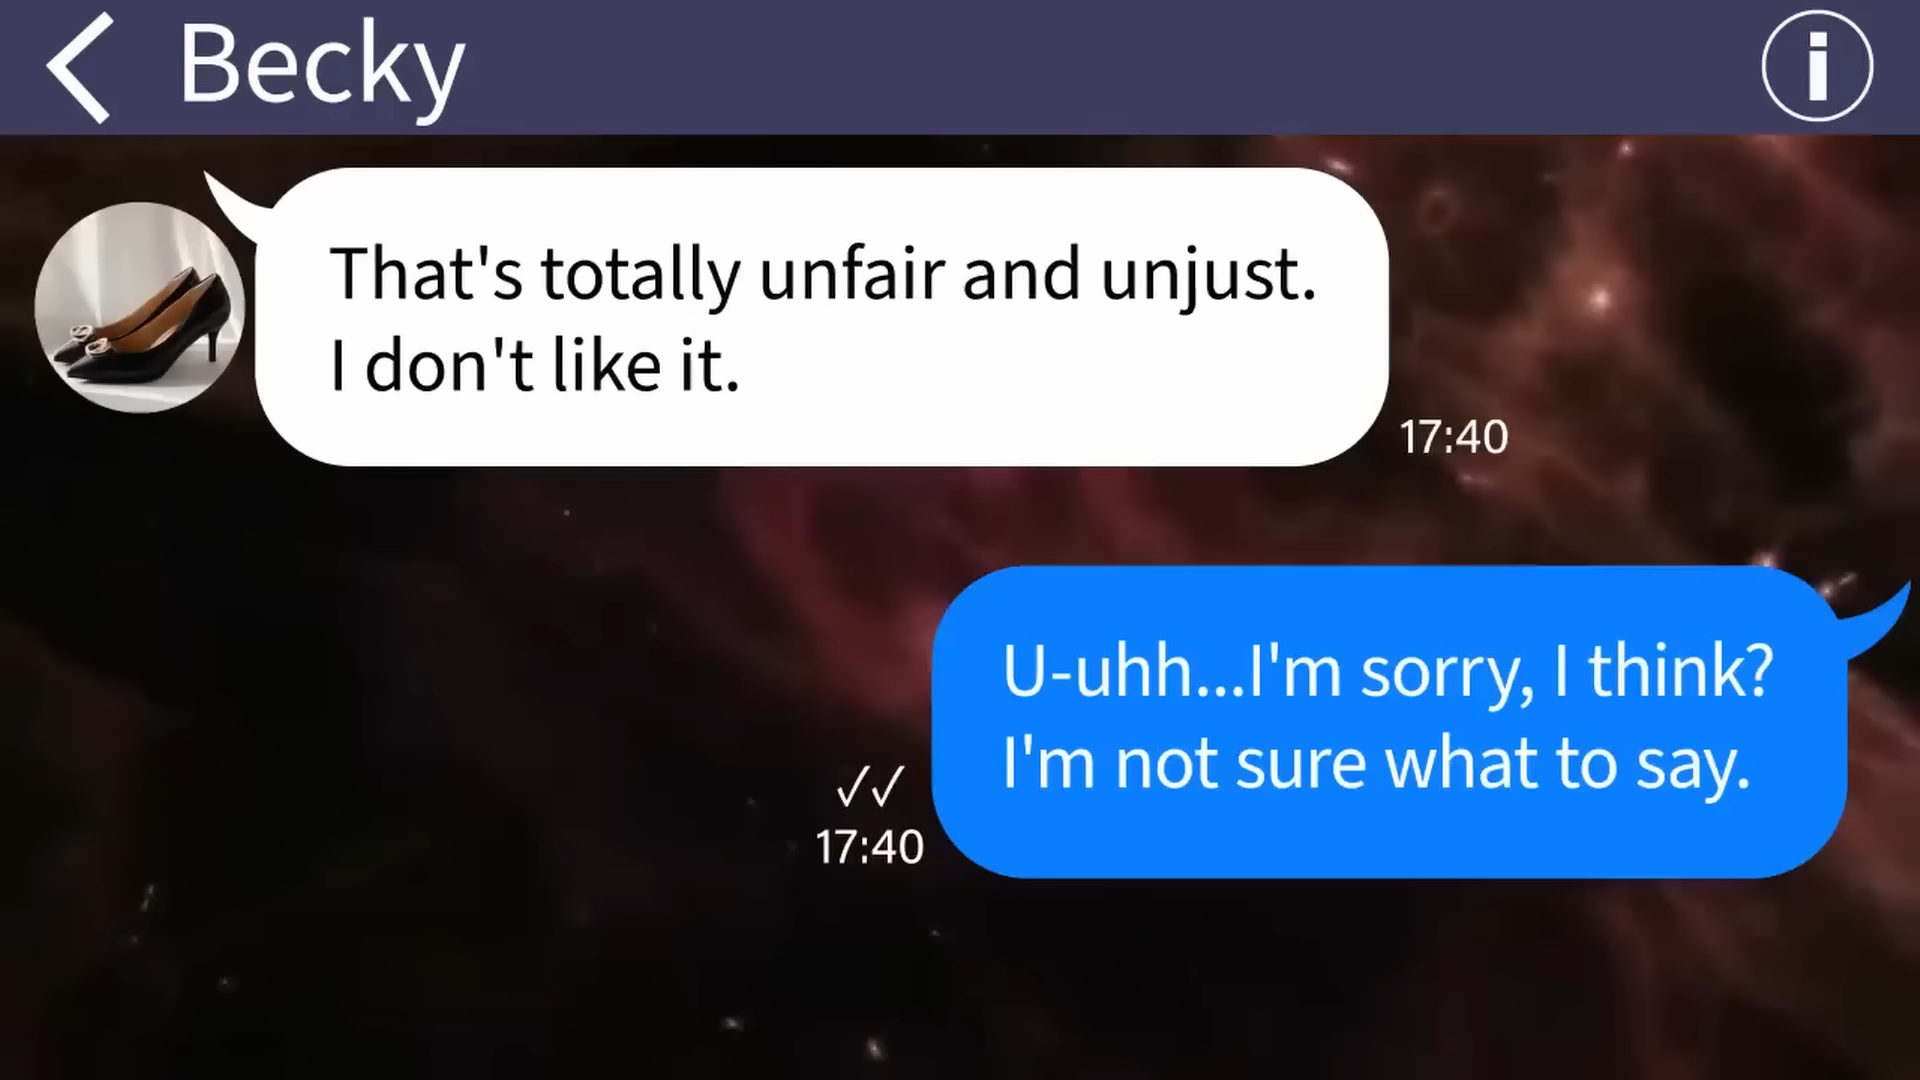 Becky
That's totally unfair and unjust.
I don't like it.
17:40
U-uhh...I'm sorry, I think?
I'm not sure what to say.
✓✓
17:40